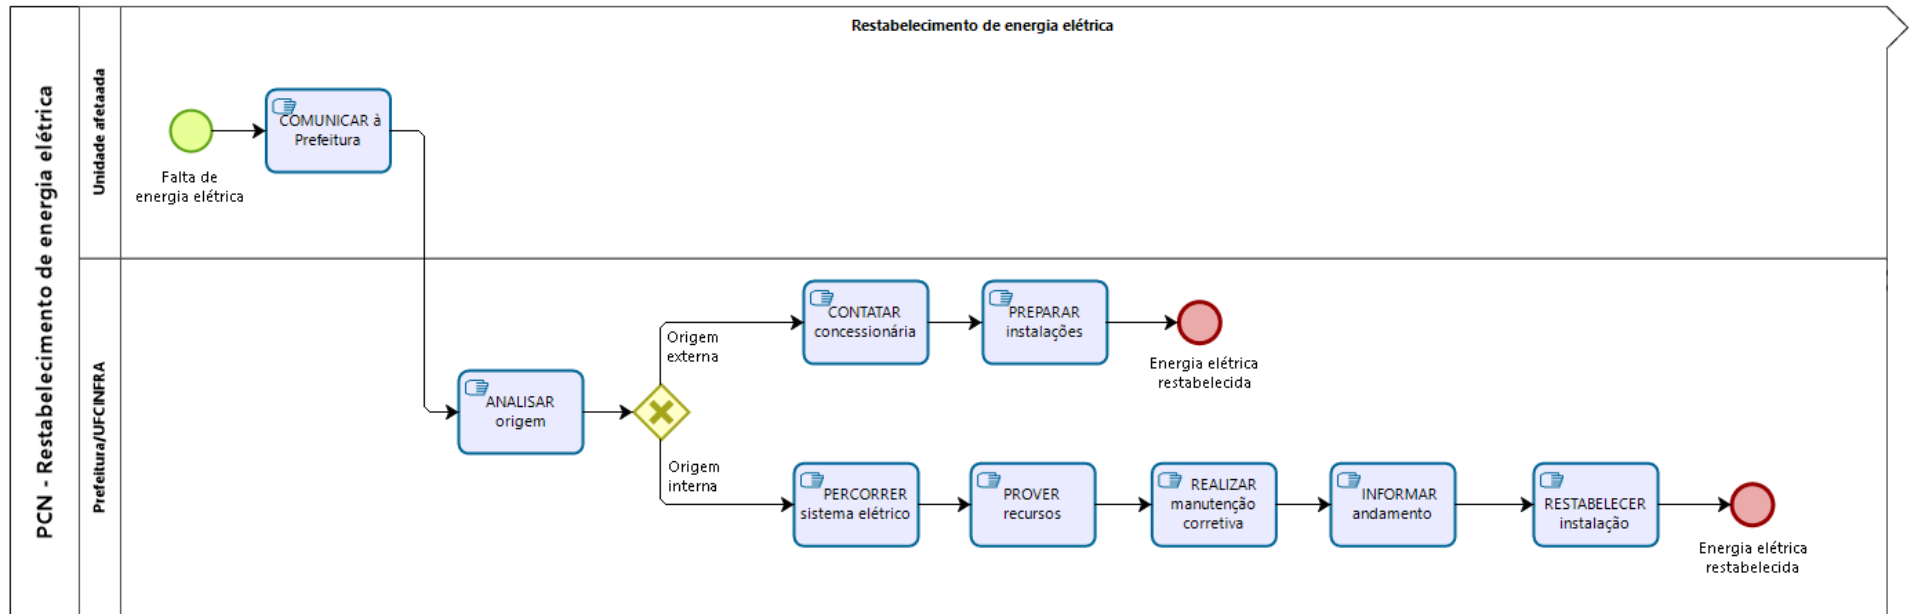 Restabelecimento de energia elétrica
PCN - Restabelecimento de energia elétrica
Unidade afetaada
Falta de
energia elétrica
COMUNICAR à
Prefeitura
Prefeitura/UFCINFRA
ANALISAR
origem
Origem
externa
CONTATAR
concessionária
PREPARAR
instalações
Energia elétrica
restabelecida
Origem
interna
PERCORRER
sistema elétrico
PROVER
recursos
REALIZAR
manutenção
corretiva
INFORMAR
andamento
RESTABELECER
instalação
Energia elétrica
restabelecida